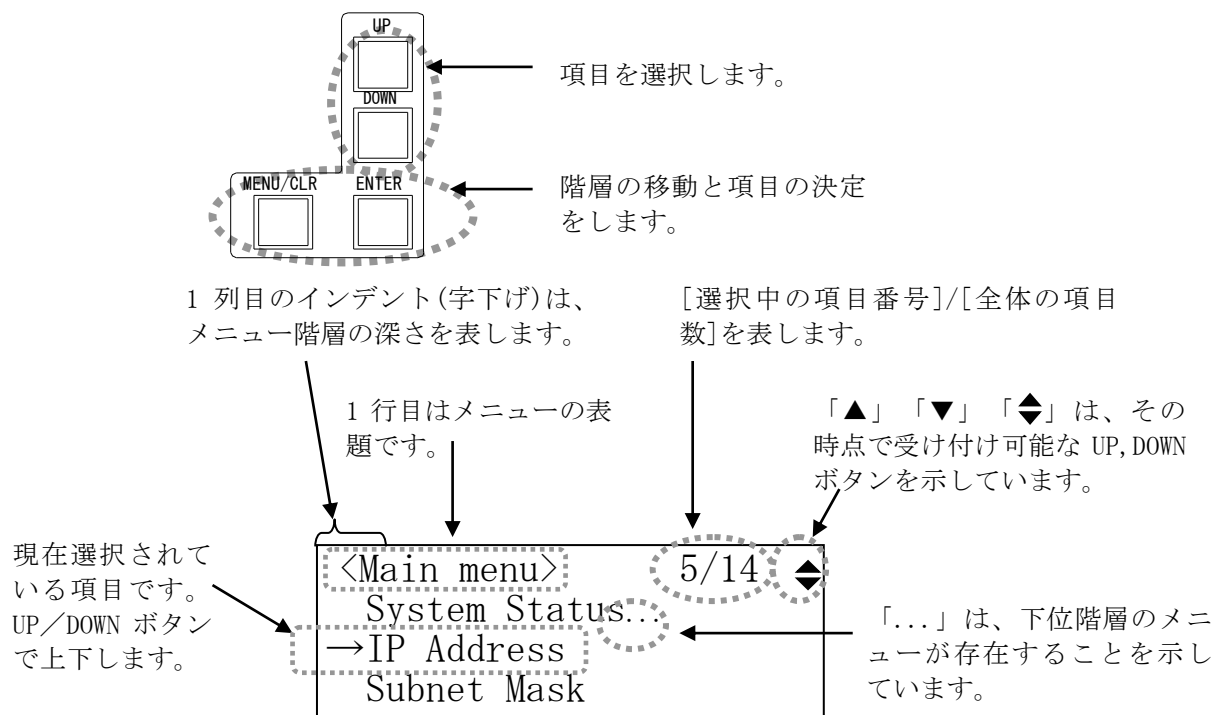 UP
項目を選択します。
DOWN
MENU/CLR ENTER
階層の移動と項目の決定
をします。
1 列目のインデント(字下げ)は、
メニュー階層の深さを表します。
[選択中の項目番号]/[全体の項目
数]を表します。
1 行目はメニューの表
題です。
「▲」「▼」「◆」は、その
時点で受け付け可能な UP,DOWN
ボタンを示しています。
現在選択されて
いる項目です。
UP/DOWN ボタン
で上下します。
<Main menu> 5/14 ◆
System Status...
→IP Address
Subnet Mask
「...」は、下位階層のメニ
ューが存在することを示し
ています。